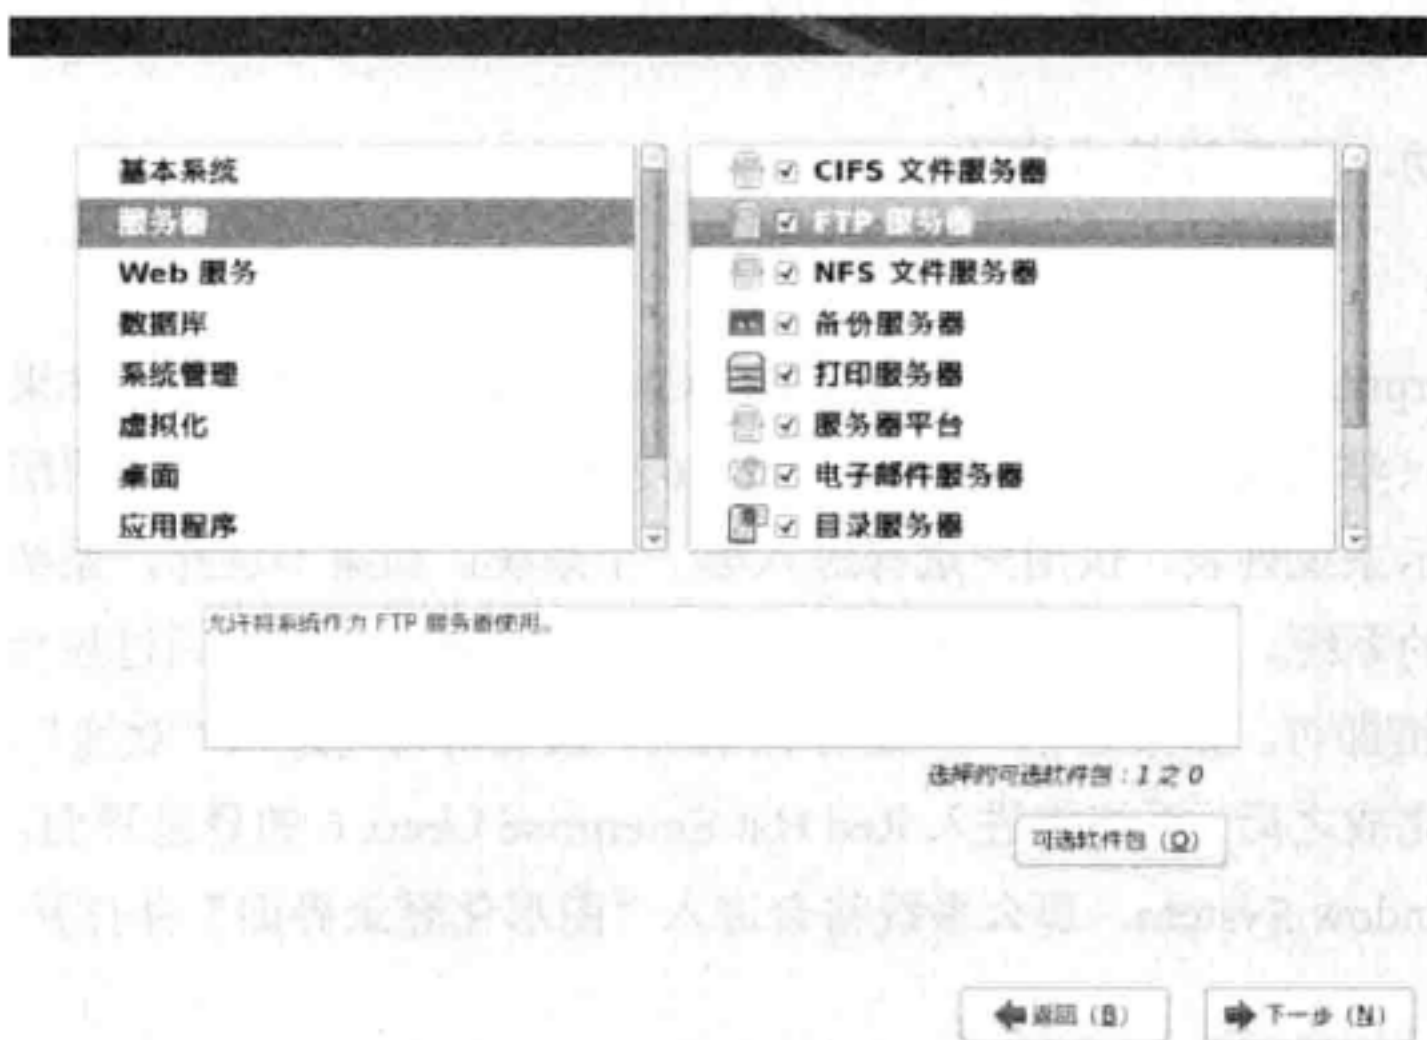 基本系统
服务器
Web 服务
数据库
系统管理
虚拟化
桌面
应用程序
CIFS 文件服务器
FTP 服务器
NFS 文件服务器
备份服务器
打印服务器
服务器平台
电子邮件服务器
目录服务器
允许将系统作为 FTP 服务器使用。
选择的可选软件包：1 之 0
可选软件包 (O)
返回 (B)
下一步 (N)